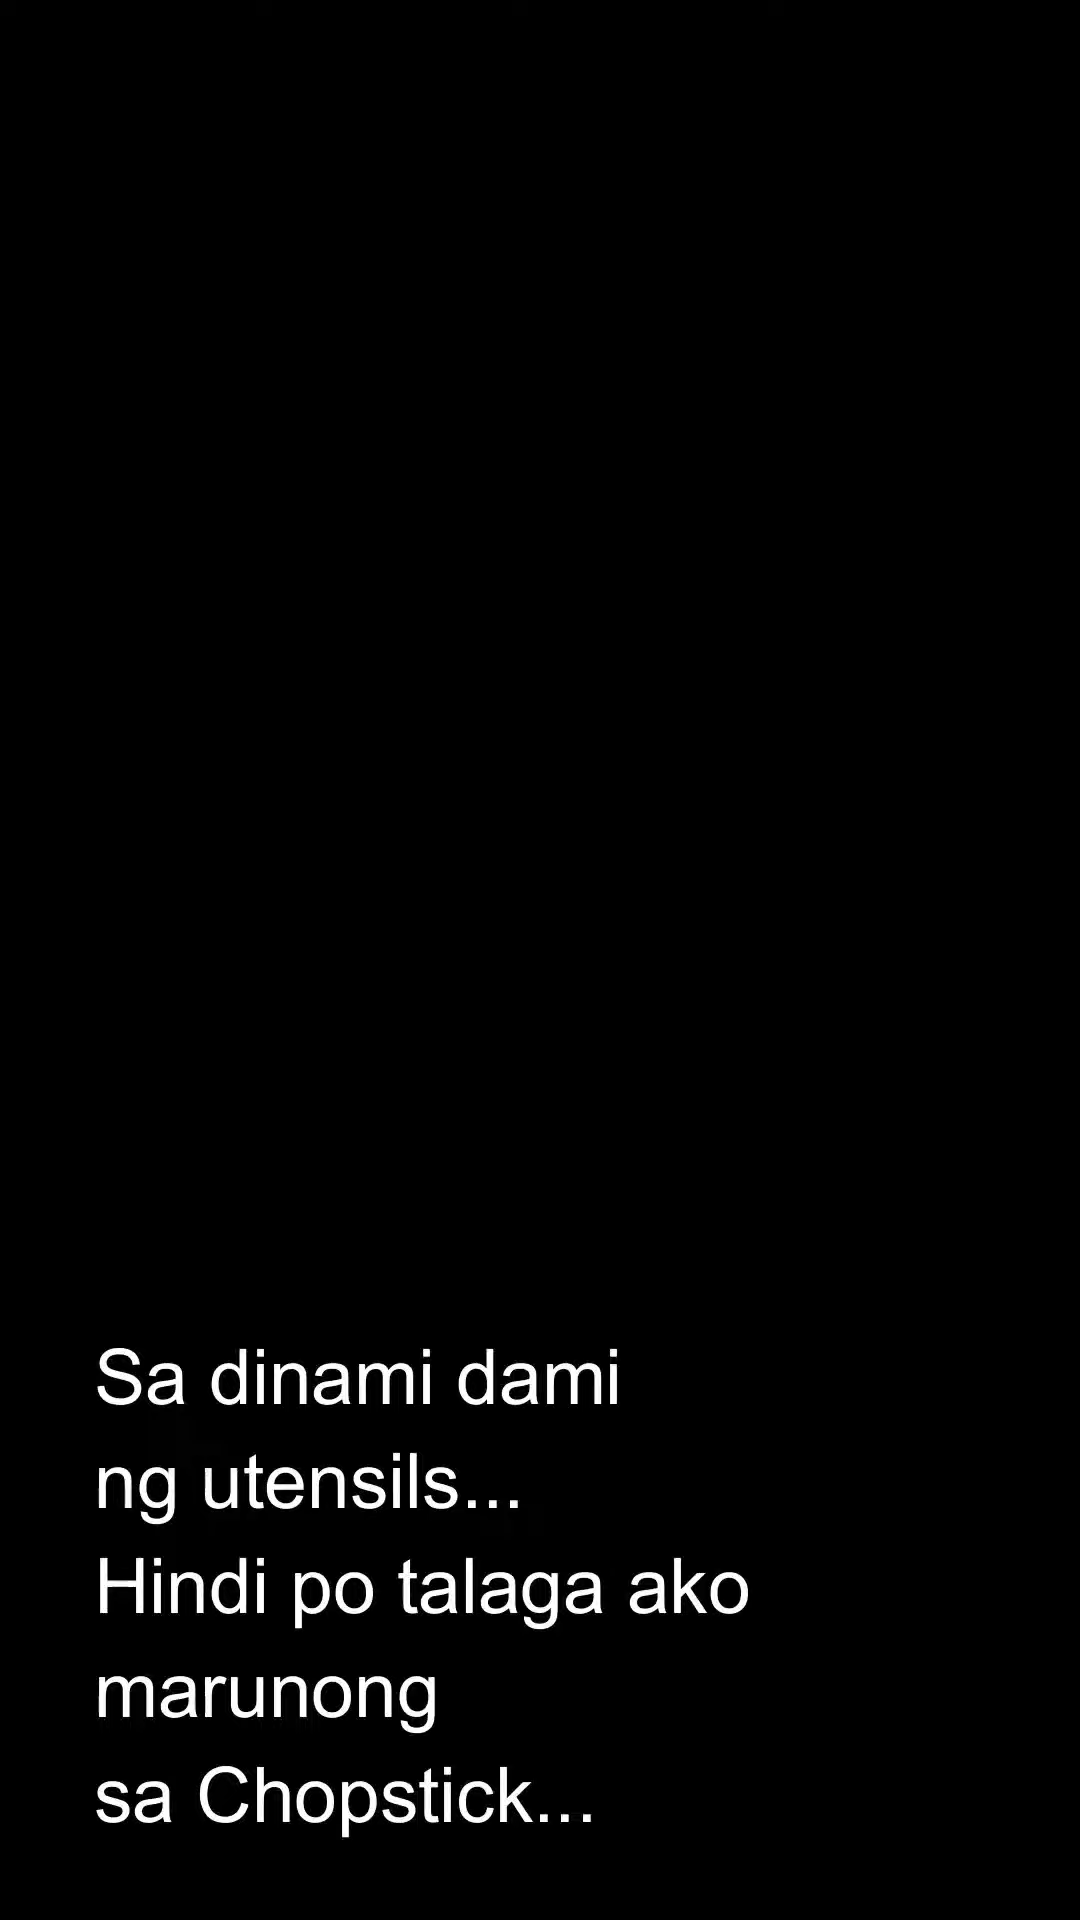 Sa dinami dami
ng utensils...
Hindi po talaga ako
marunong
sa Chopstick...